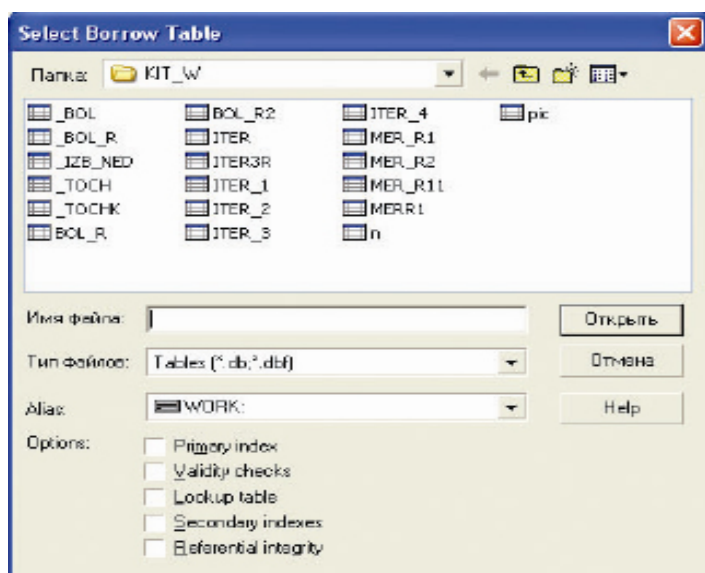 Select Borrow Table
Папка: KIT_W
_BOL BOL_R2 ITER_4 pic
_BOL_R ITER MER_R1
_IZB_NED ITER3R MER_R2
_TOCH ITER_1 MER_R11
_TOCHK ITER_2 MERR1
BOL_R ITER_3 n
Имя файла: Открыть
Тип файлов: Tables (*.db;*.dbf) Отмена
Alias: WORK: Help
Options: Primary index
Validity checks
Lookup table
Secondary indexes
Referential integrity